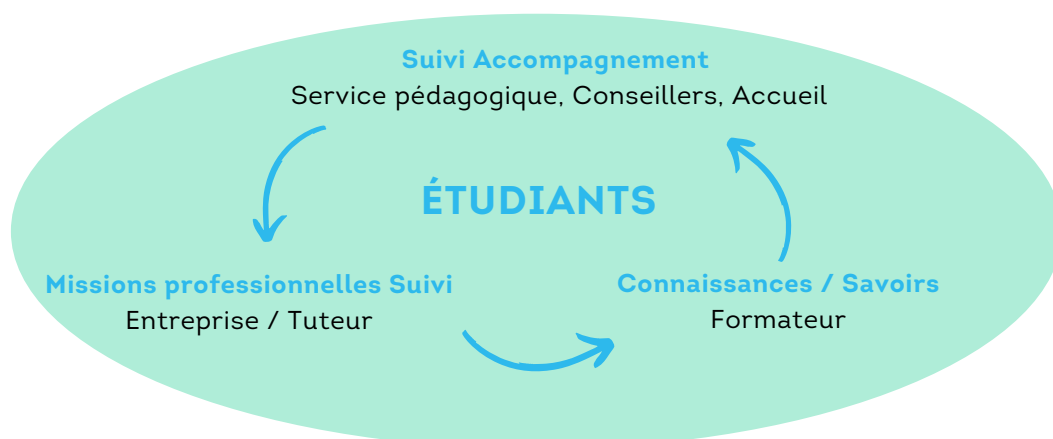 Suivi Accompagnement
Service pédagogique, Conseillers, Accueil
ÉTUDIANTS
Missions professionnelles Suivi
Entreprise / Tuteur
Connaissances / Savoirs
Formateur